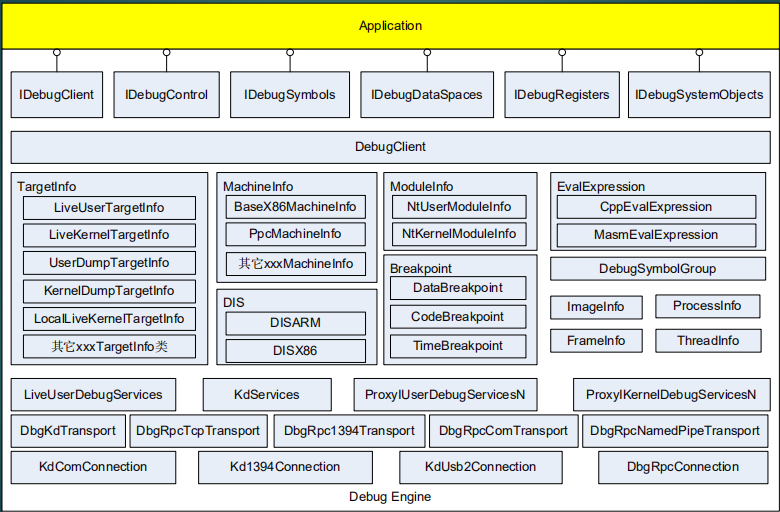 Application
IDebugClient
IDebugControl
IDebugSymbols
IDebugDataSpaces
IDebugRegisters
IDebugSystemObjects
DebugClient
TargetInfo
LiveUserTargetInfo
LiveKernelTargetInfo
UserDumpTargetInfo
KernelDumpTargetInfo
LocalLiveKernelTargetInfo
其它xxxTargetInfo类
MachineInfo
BaseX86MachineInfo
PpcMachineInfo
其它xxxMachineInfo
DIS
DISARM
DISX86
ModuleInfo
NtUserModuleInfo
NtKernelModuleInfo
Breakpoint
DataBreakpoint
CodeBreakpoint
TimeBreakpoint
EvalExpression
CppEvalExpression
MasmEvalExpression
DebugSymbolGroup
ImageInfo
ProcessInfo
FrameInfo
ThreadInfo
LiveUserDebugServices
KdServices
ProxyIUserDebugServicesN
ProxyIKernelDebugServicesN
DbgKdTransport
DbgRpcTcpTransport
DbgRpc1394Transport
DbgRpcComTransport
DbgRpcNamedPipeTransport
KdComConnection
Kd1394Connection
KdUsb2Connection
DbgRpcConnection
Debug Engine